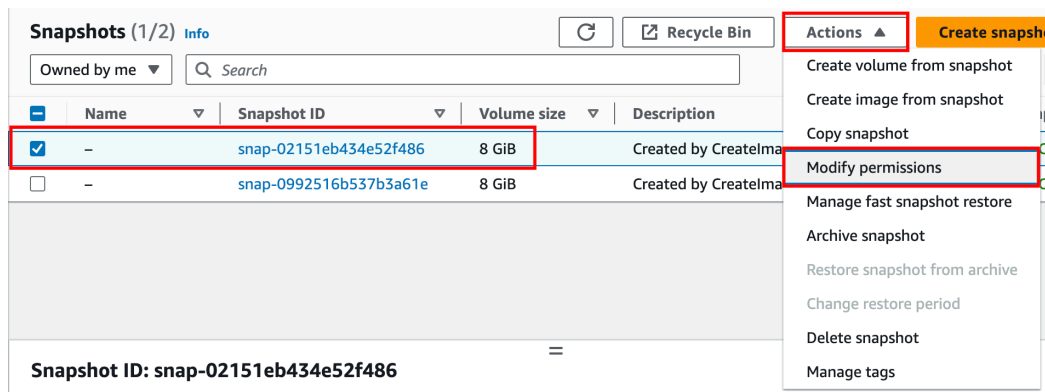 Snapshots (1/2) Info
Recycle Bin
Actions
Create
Owned by me
Search
Create volume from snapshot
Create image from snapshot
Name
Snapshot ID
Volume size
Description
Copy snapshot
– snap-02151eb434e52f486 8 GiB Created by
Modify permissions
– snap-0992516b537b3a61e 8 GiB Created by
Manage fast snapshot restore
Archive snapshot
Restore snapshot from archive
Change restore period
Delete snapshot
Snapshot ID: snap-02151eb434e52f486
Manage tags